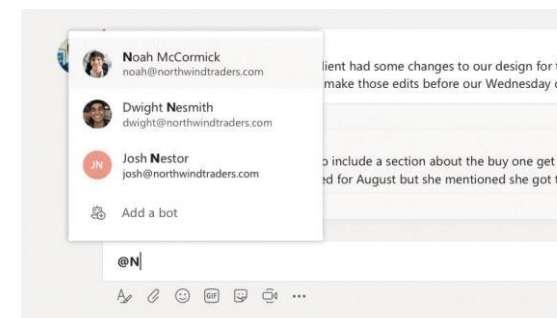 Noah McCormick
noah@northwindtraders.com
lient had some changes to our design for
make those edits before our Wednesday
Dwight Nesmith
dwight@northwindtraders.com
JN
Josh Nestor
josh@northwindtraders.com
include a section about the buy one get
ed for August but she mentioned she got
Add a bot
@N
GIF